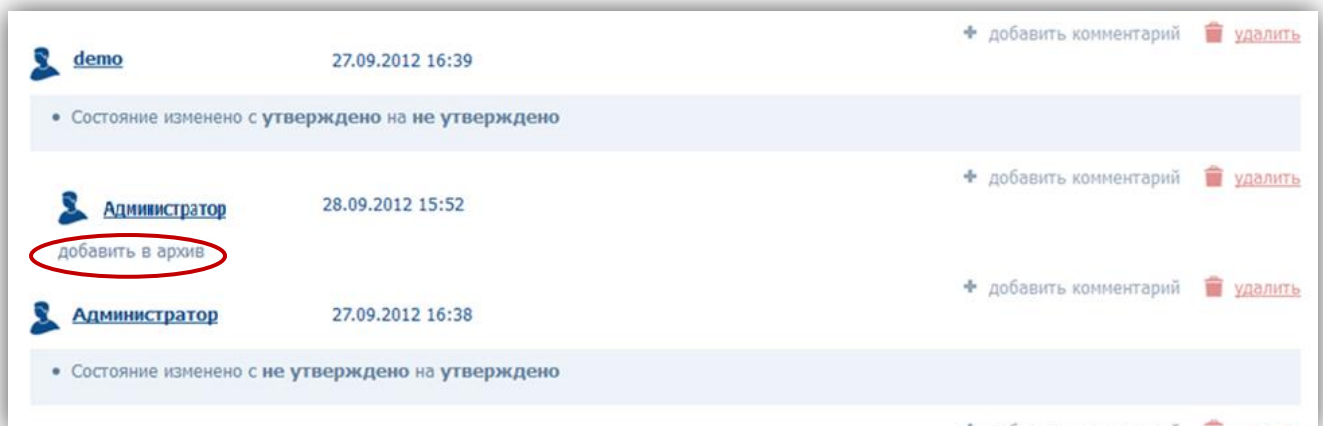 + добавить комментарий удалить
demo 27.09.2012 16:39
• Состояние изменено с утверждено на не утверждено
+ добавить комментарий удалить
Администратор 28.09.2012 15:52
добавить в архив
+ добавить комментарий удалить
Администратор 27.09.2012 16:38
• Состояние изменено с не утверждено на утверждено